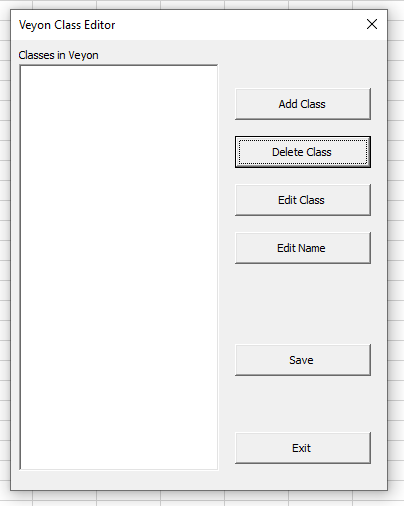 Veyon Class Editor
Classes in Veyon
Add Class
Delete Class
Edit Class
Edit Name
Save
Exit